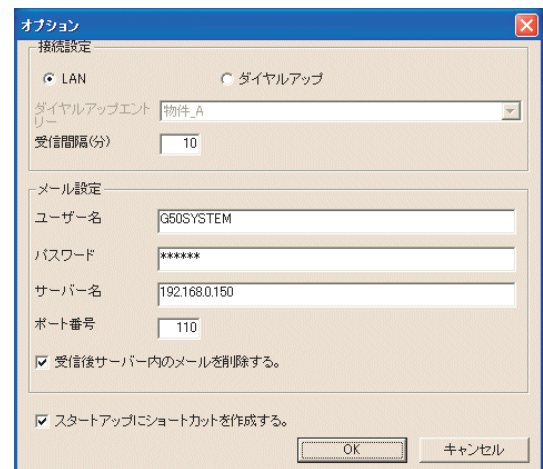 オプション
接続設定
LAN
ダイヤルアップ
ダイヤルアップエント
リー
物件_A
受信間隔(分)
10
メール設定
ユーザー名
G50SYSTEM
パスワード
******
サーバー名
192.168.0.150
ポート番号
110
受信後サーバー内のメールを削除する。
スタートアップにショートカットを作成する。
OK
キャンセル